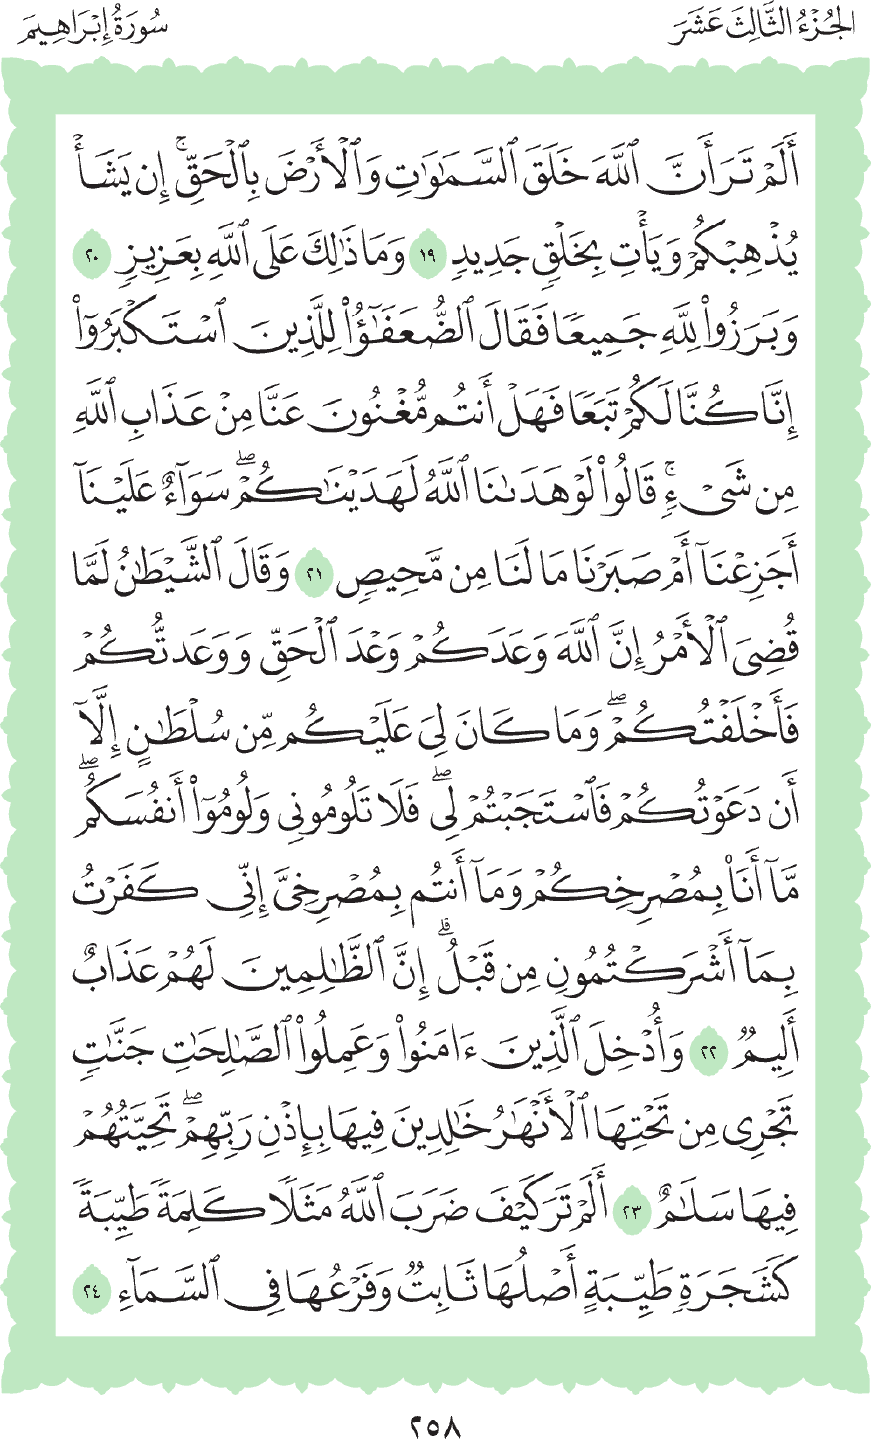 الجُزْءُ الثَّالِثَ عَشَرَ
سُورَةُ إِبْرَاهِيمَ
أَلَمْ تَرَ أَنَّ ٱللَّهَ خَلَقَ ٱلسَّمَٰوَٰتِ وَٱلْأَرْضَ بِٱلْحَقِّۚ إِن يَشَأْ
يُذْهِبْكُمْ وَيَأْتِ بِخَلْقٖ جَدِيدٖ ١٩ وَمَا ذَٰلِكَ عَلَى ٱللَّهِ بِعَزِيزٖ ٢٠
وَبَرَزُواْ لِلَّهِ جَمِيعٗا فَقَالَ ٱلضُّعَفَٰٓؤُاْ لِلَّذِينَ ٱسْتَكْبَرُوٓاْ
إِنَّا كُنَّا لَكُمْ تَبَعٗا فَهَلْ أَنتُم مُّغْنُونَ عَنَّا مِنْ عَذَابِ ٱللَّهِ
مِن شَيْءٖۚ قَالُواْ لَوْ هَدَىٰنَا ٱللَّهُ لَهَدَيْنَٰكُمْۖ سَوَآءٌ عَلَيْنَآ
أَجَزِعْنَآ أَمْ صَبَرْنَا مَا لَنَا مِن مَّحِيصٖ ٢١ وَقَالَ ٱلشَّيْطَٰنُ لَمَّا
قُضِيَ ٱلْأَمْرُ إِنَّ ٱللَّهَ وَعَدَكُمْ وَعْدَ ٱلْحَقِّ وَوَعَدتُّكُمْ
فَأَخْلَفْتُكُمْۖ وَمَا كَانَ لِيَ عَلَيْكُم مِّن سُلْطَٰنٍ إِلَّآ
أَن دَعَوْتُكُمْ فَٱسْتَجَبْتُمْ لِيۖ فَلَا تَلُومُونِي وَلُومُوٓاْ أَنفُسَكُمۖ
مَّآ أَنَا۠ بِمُصْرِخِكُمْ وَمَآ أَنتُم بِمُصْرِخِيَّ إِنِّي كَفَرْتُ
بِمَآ أَشْرَكْتُمُونِ مِن قَبْلُۗ إِنَّ ٱلظَّٰلِمِينَ لَهُمْ عَذَابٌ
أَلِيمٞ ٢٢ وَأُدْخِلَ ٱلَّذِينَ ءَامَنُواْ وَعَمِلُواْ ٱلصَّٰلِحَٰتِ جَنَّٰتٖ
تَجْرِي مِن تَحْتِهَا ٱلْأَنْهَٰرُ خَٰلِدِينَ فِيهَا بِإِذْنِ رَبِّهِمْۖ تَحِيَّتُهُمْ
فِيهَا سَلَٰمٌ ٢٣ أَلَمْ تَرَ كَيْفَ ضَرَبَ ٱللَّهُ مَثَلٗا كَلِمَةٗ طَيِّبَةٗ
كَشَجَرَةٖ طَيِّبَةٍ أَصْلُهَا ثَابِتٞ وَفَرْعُهَا فِي ٱلسَّمَآءِ ٢٤
٢٥٨